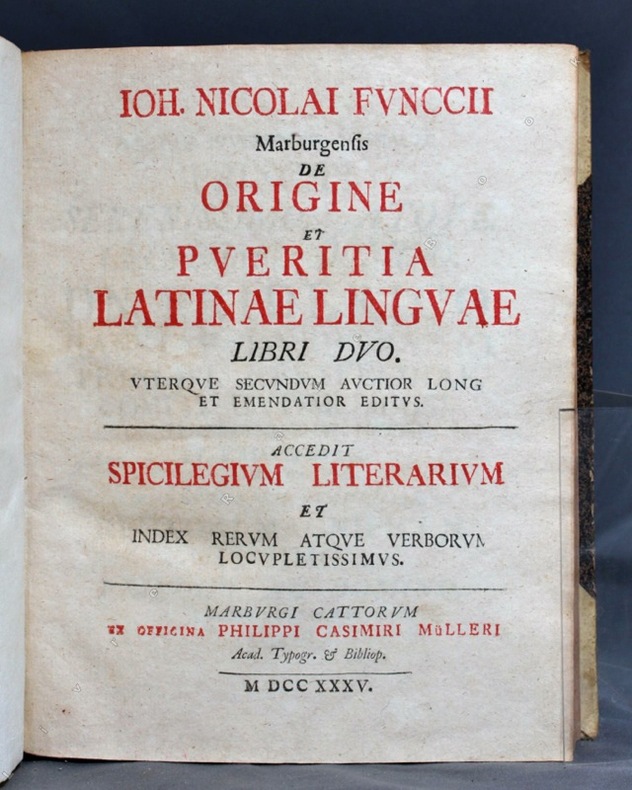 IOH. NICOLAI FVNCCII
Marburgensis
DE
ORIGINE
ET
PVERITIA
LATINAE LINGVAE
LIBRI DVO.
VTERQVE SECVNDVM AVCTIOR LONG
ET EMENDATIOR EDITVS.
ACCEDIT
SPICILEGIVM LITERARIVM
ET
INDEX RERVM ATQVE VERBORVM
LOCVPLETISSIMVS.
MARBVRGI CATTORVM
EX OFFICINA PHILIPPI CASIMIRI MüLLERI
Acad. Typogr. & Bibliop.
M DCC XXXV.